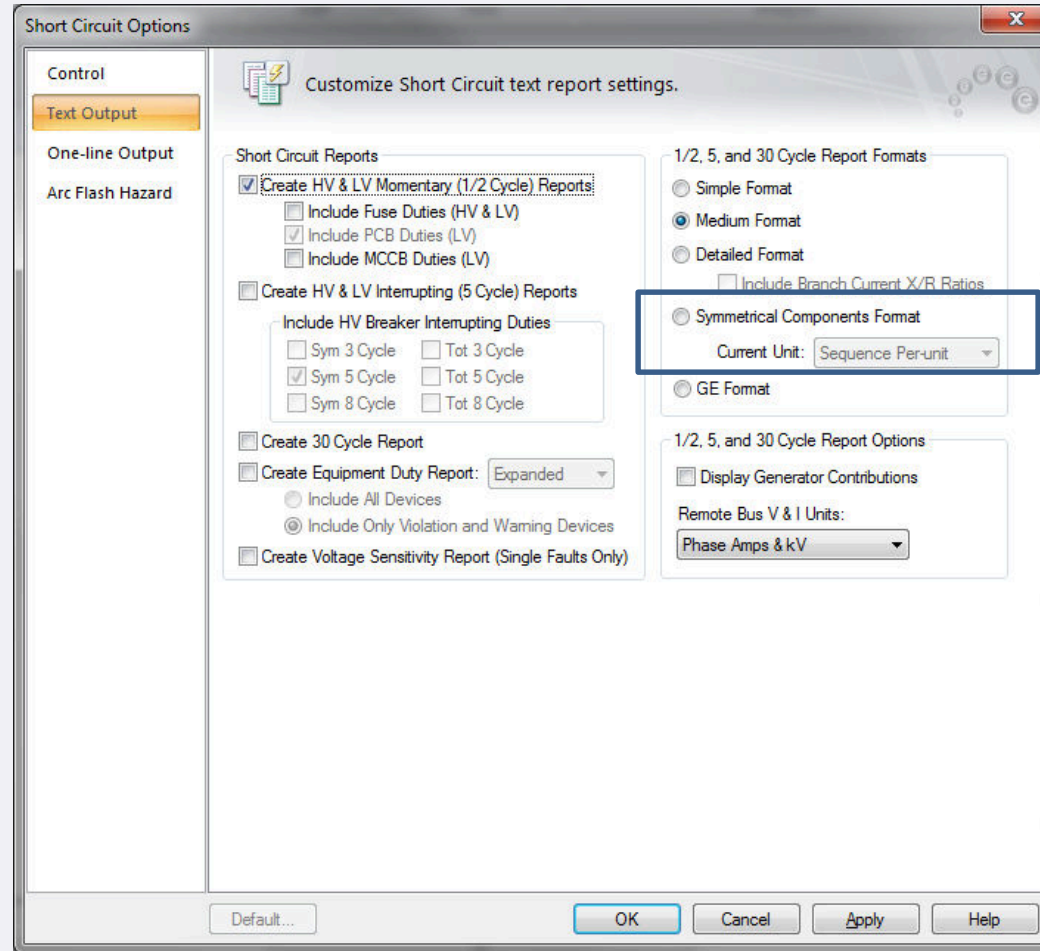 Short Circuit Options
Control
Text Output
One-line Output
Arc Flash Hazard
Customize Short Circuit text report settings.
Short Circuit Reports
Create HV & LV Momentary (1/2 Cycle) Reports
Include Fuse Duties (HV & LV)
Include PCB Duties (LV)
Include MCCB Duties (LV)
Create HV & LV Interrupting (5 Cycle) Reports
Include HV Breaker Interrupting Duties
Sym 3 Cycle Tot 3 Cycle
Sym 5 Cycle Tot 5 Cycle
Sym 8 Cycle Tot 8 Cycle
Create 30 Cycle Report
Create Equipment Duty Report: Expanded
Include All Devices
Include Only Violation and Warning Devices
Create Voltage Sensitivity Report (Single Faults Only)
1/2, 5, and 30 Cycle Report Formats
Simple Format
Medium Format
Detailed Format
Include Branch Current X/R Ratios
Symmetrical Components Format
Current Unit: Sequence Per-unit
GE Format
1/2, 5, and 30 Cycle Report Options
Display Generator Contributions
Remote Bus V & I Units:
Phase Amps & kV
Default... OK Cancel Apply Help